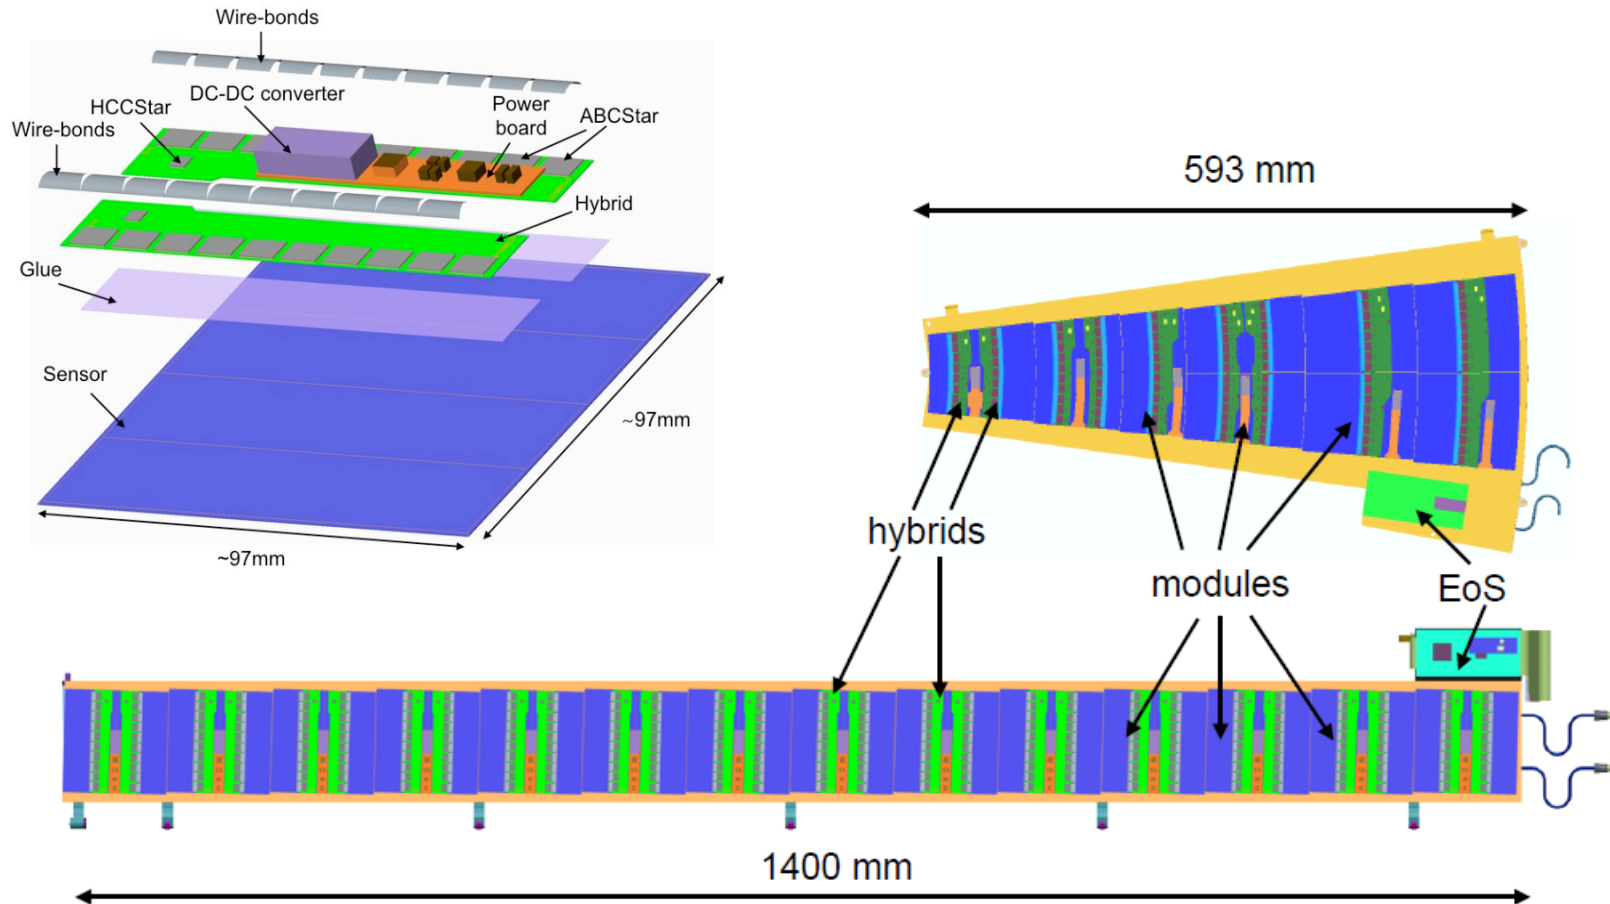 Wire-bonds
DC-DC converter
HCCStar
Power
board
ABCStar
Wire-bonds
Hybrid
Glue
Sensor
~97mm
~97mm
593 mm
hybrids
modules
EoS
1400 mm